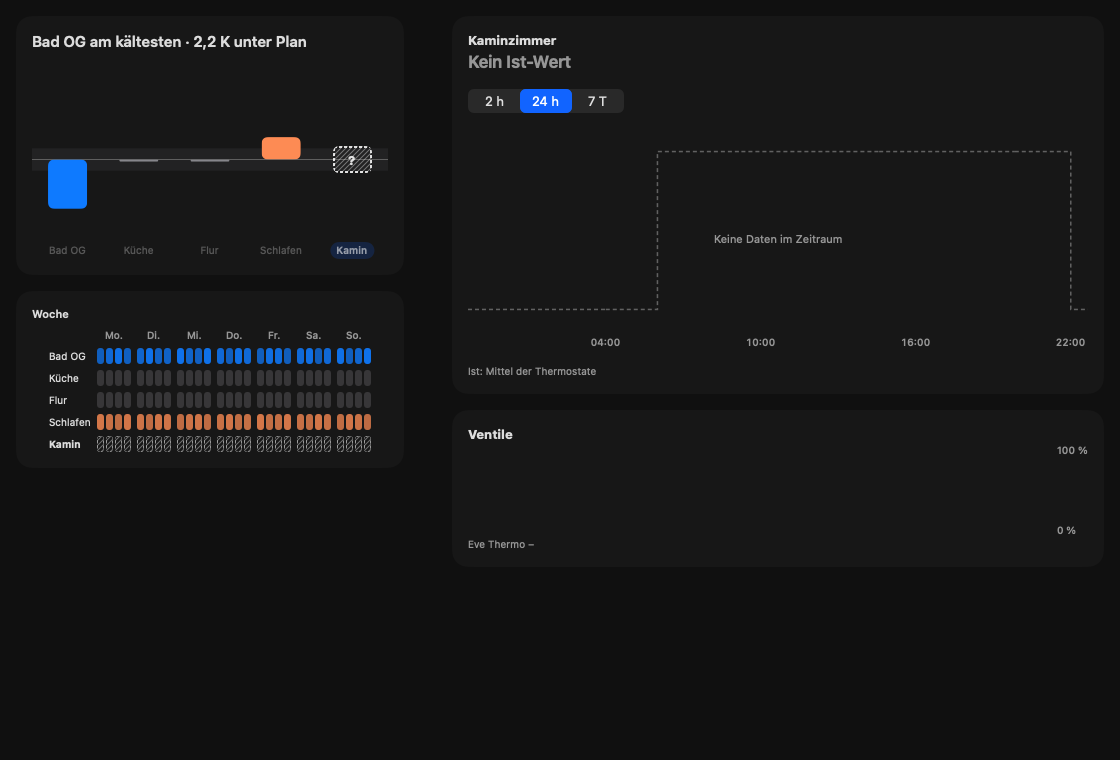 Bad OG am kältesten · 2,2 K unter Plan
?
Bad OG Küche Flur Schlafen Kamin
Woche
Mo. Di. Mi. Do. Fr. Sa. So.
Bad OG
Küche
Flur
Schlafen
Kamin
Kaminzimmer
Kein Ist-Wert
2 h 24 h 7 T
Keine Daten im Zeitraum
04:00 10:00 16:00 22:00
Ist: Mittel der Thermostate
Ventile
100 %
0 %
Eve Thermo –